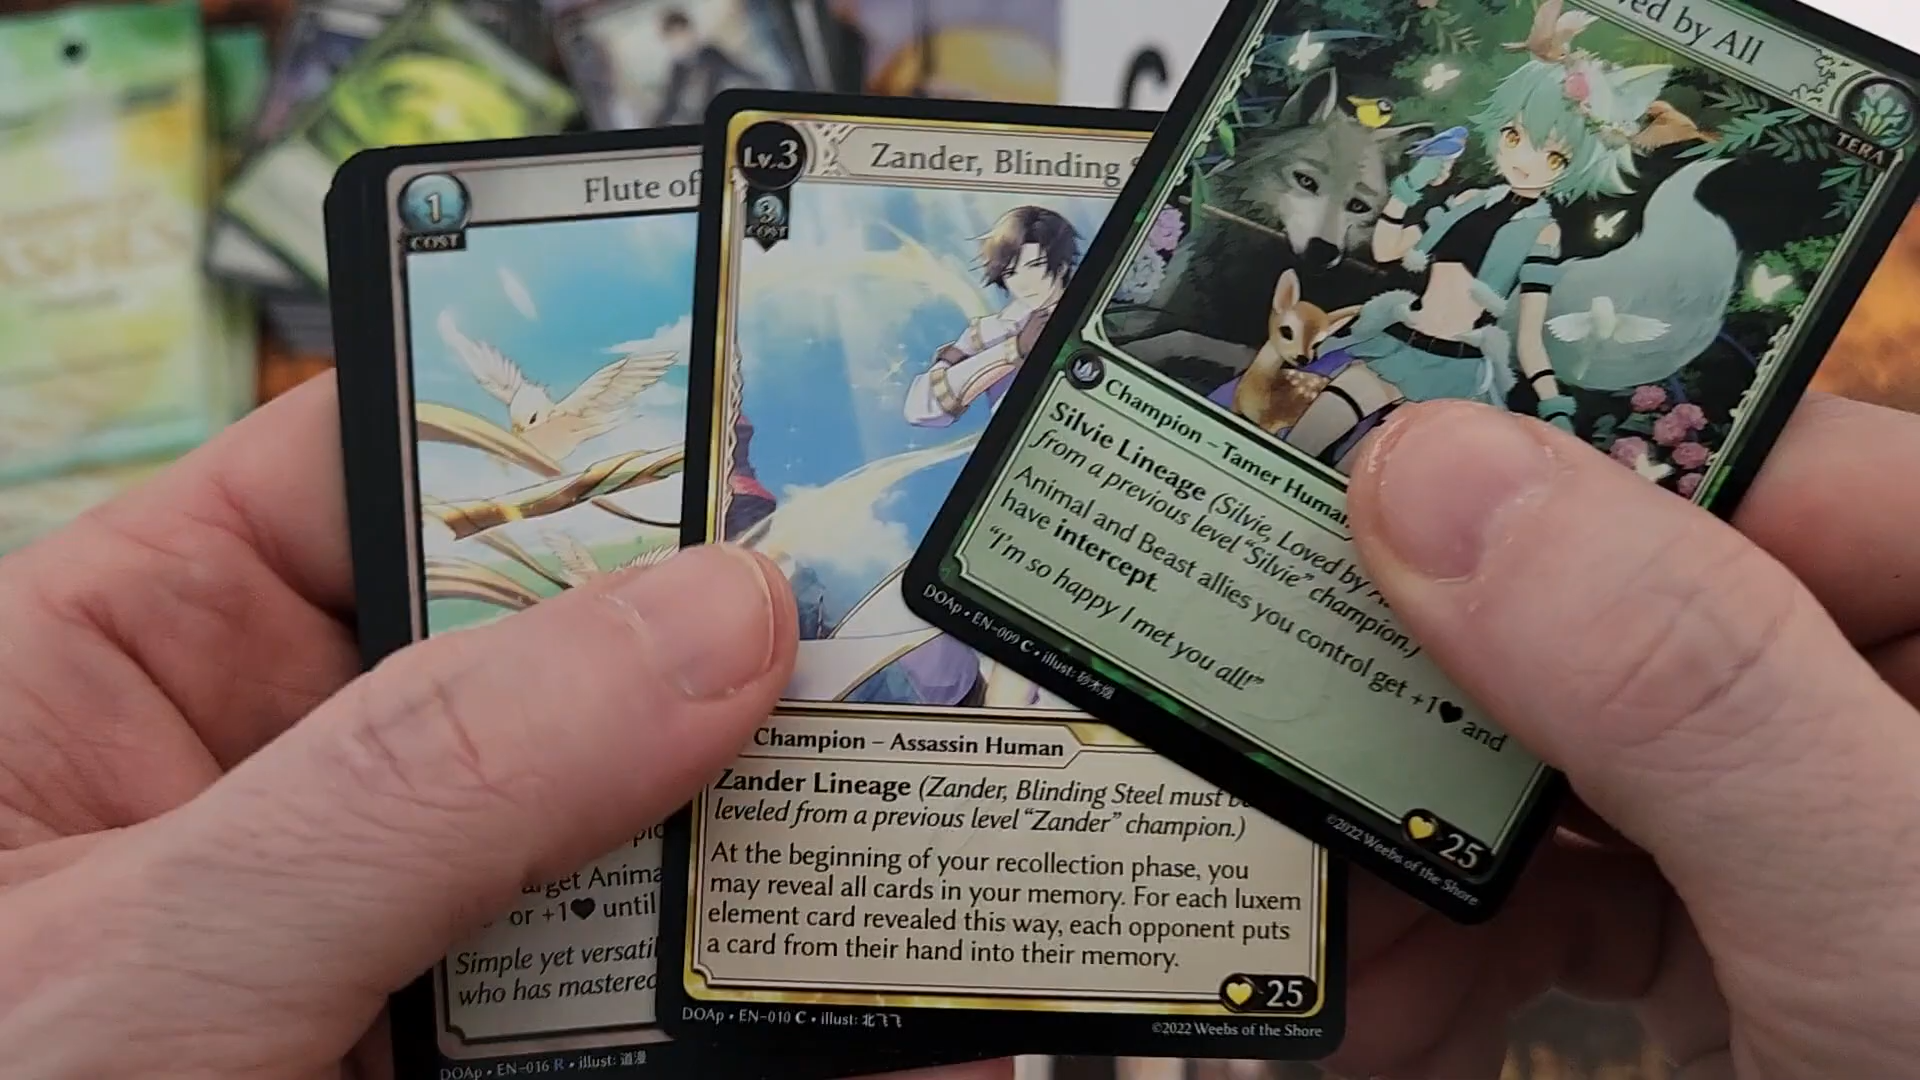 1
COST
Flute of
arget Anima
or +1♥ until
Simple yet versatil
who has mastered
DOAp • EN-016 R • illust: 道漫
Lv.3
3
COST
Zander, Blinding
Champion – Assassin Human
Zander Lineage (Zander, Blinding Steel must b
leveled from a previous level "Zander" champion.)
At the beginning of your recollection phase, you
may reveal all cards in your memory. For each luxem
element card revealed this way, each opponent puts
a card from their hand into their memory.
25
DOAp • EN-010 C • illust: 北飞飞
©2022 Weebs of the Shore
ved by All
TERA
Champion – Tamer Human
Silvie Lineage (Silvie, Loved by A
from a previous level "Silvie" champion.)
Animal and Beast allies you control get +1♥ and
have intercept.
"I'm so happy I met you all!"
25
DOAp • EN-009 C • illust: 砂木烟
©2022 Weebs of the Shore